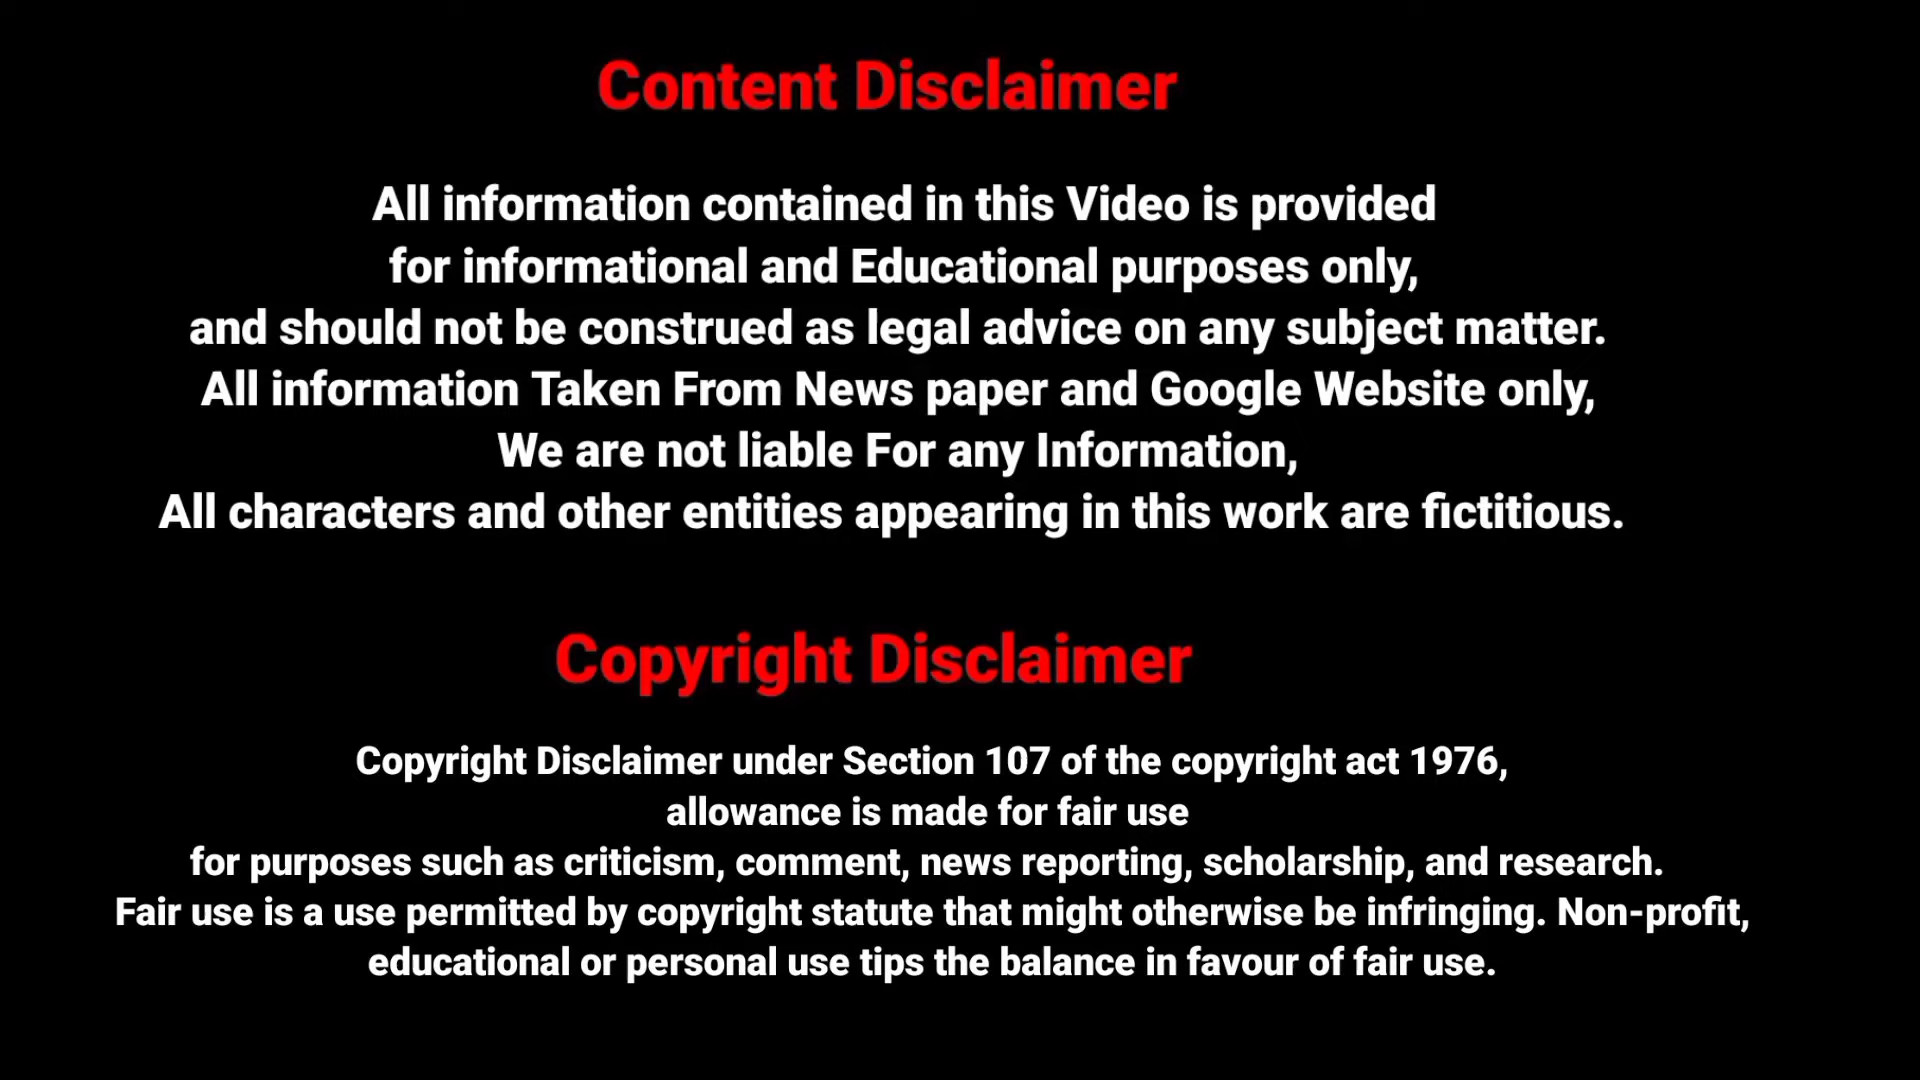 Content Disclaimer
All information contained in this Video is provided
for informational and Educational purposes only,
and should not be construed as legal advice on any subject matter.
All information Taken From News paper and Google Website only,
We are not liable For any Information,
All characters and other entities appearing in this work are fictitious.
Copyright Disclaimer
Copyright Disclaimer under Section 107 of the copyright act 1976,
allowance is made for fair use
for purposes such as criticism, comment, news reporting, scholarship, and research.
Fair use is a use permitted by copyright statute that might otherwise be infringing. Non-profit,
educational or personal use tips the balance in favour of fair use.